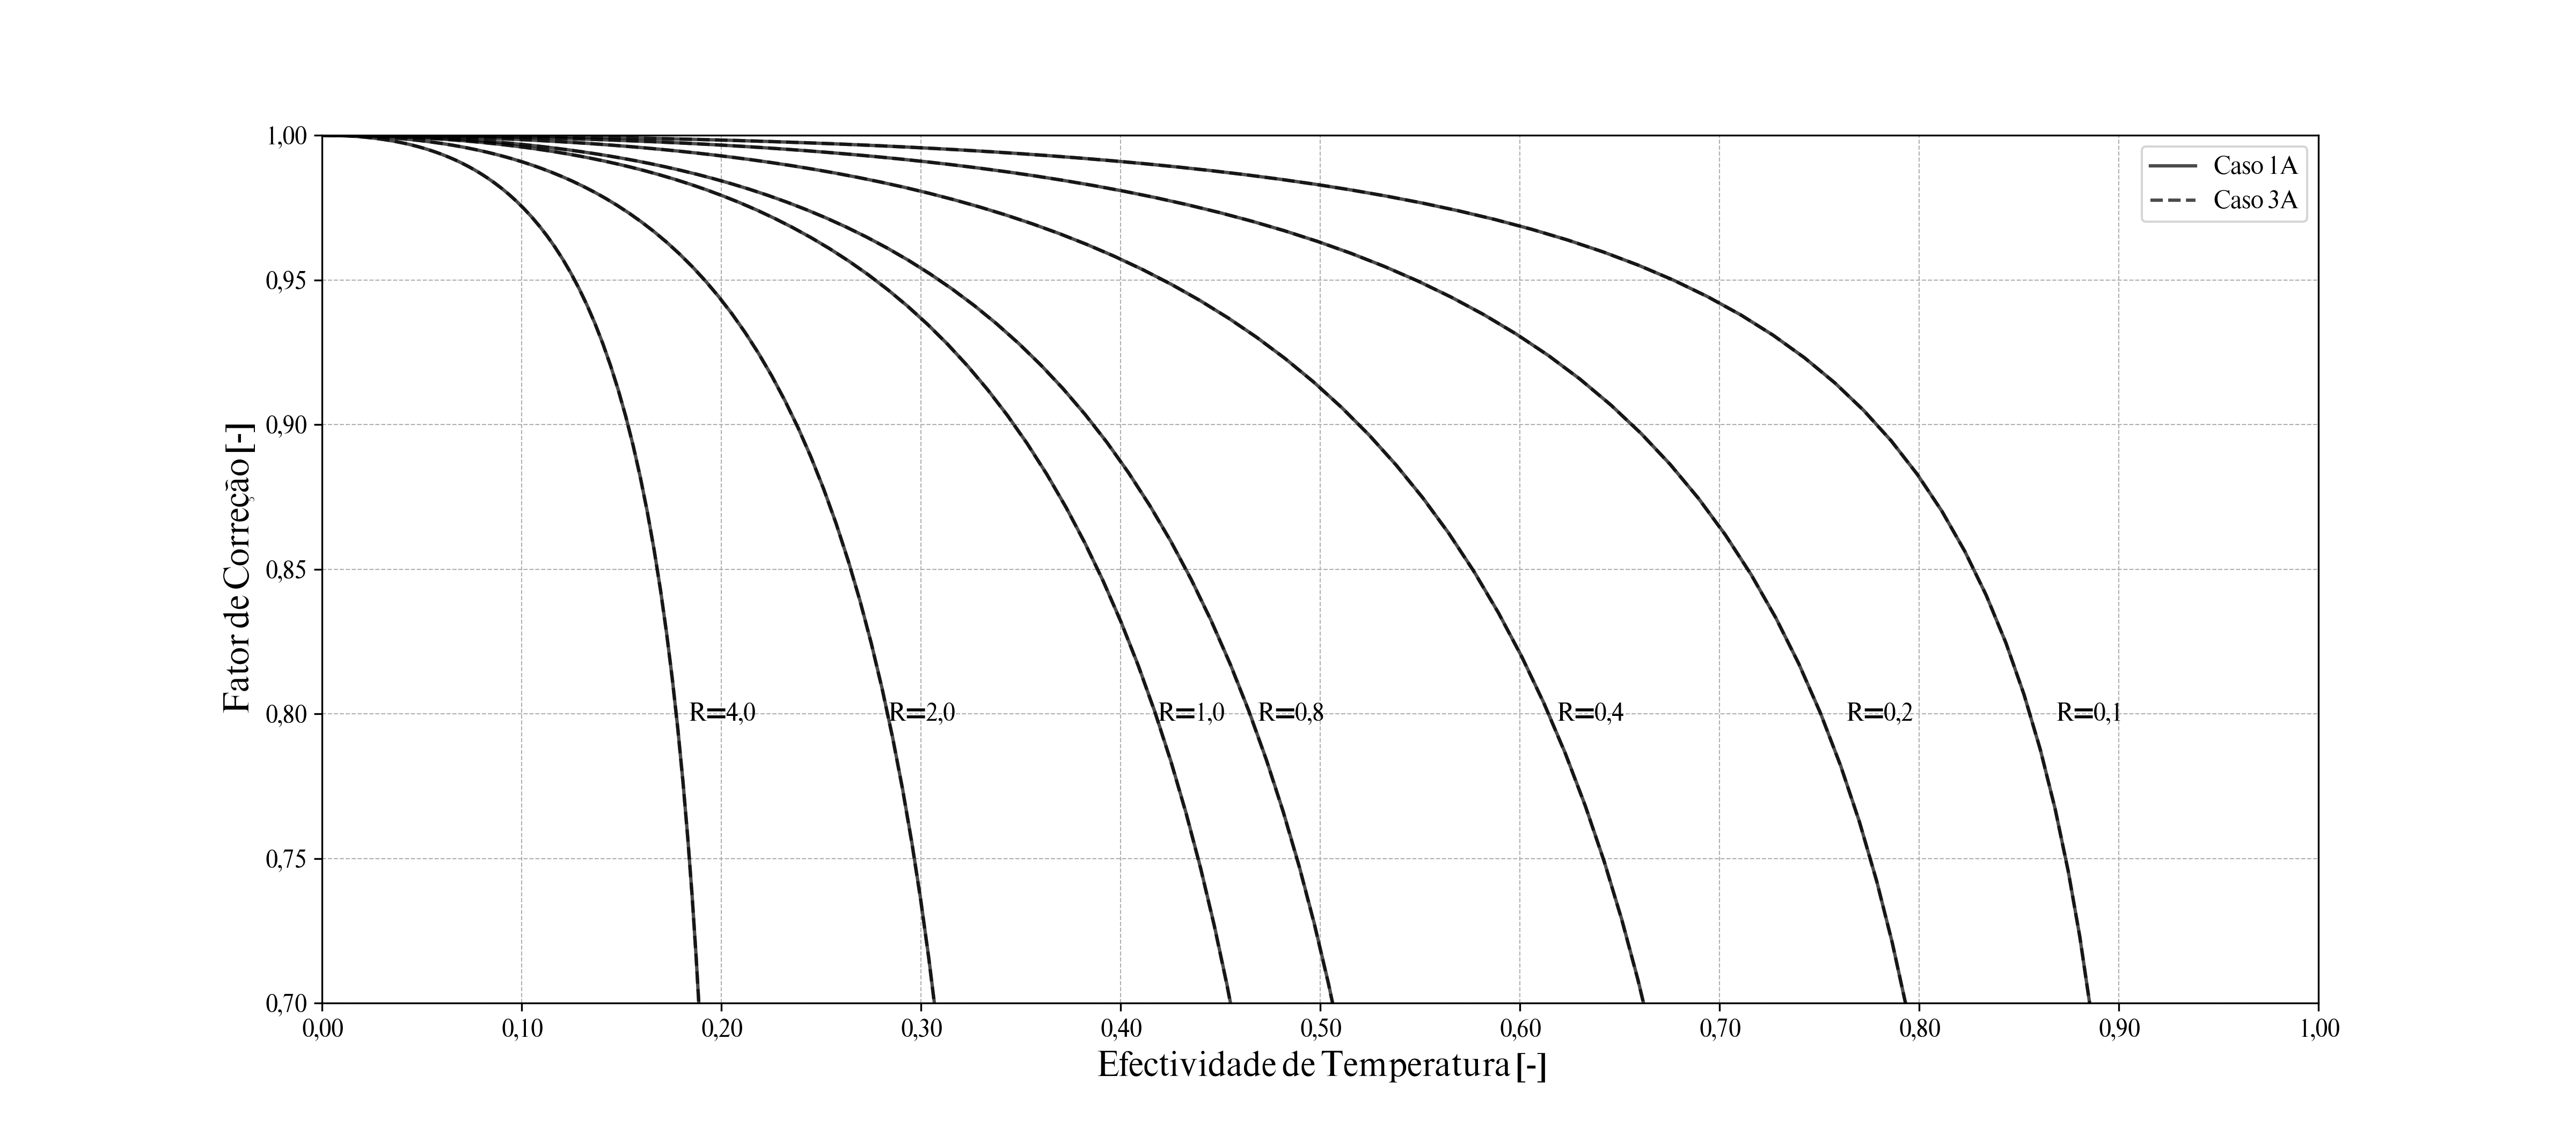 1,00
Caso 1A
Caso 3A
0,95
0,90
Fator de Correção [-]
0,85
0,80
R=4,0
R=2,0
R=1,0
R=0,8
R=0,4
R=0,2
R=0,1
0,75
0,70
0,00
0,10
0,20
0,30
0,40
0,50
0,60
0,70
0,80
0,90
1,00
Efectividade de Temperatura [-]